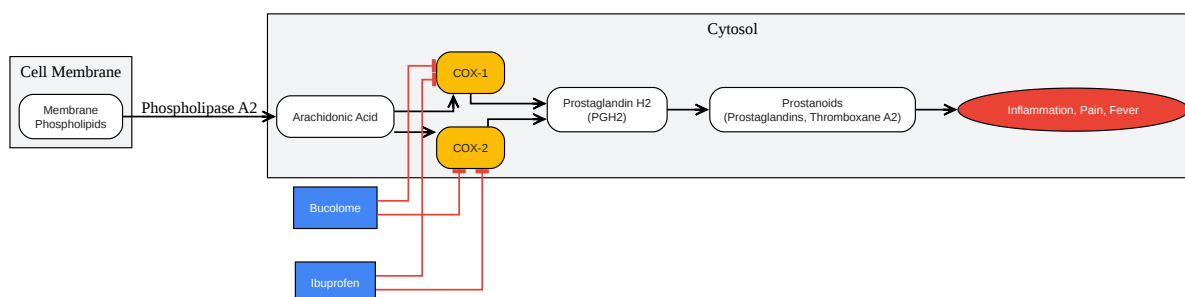 Cytosol
Cell Membrane
Membrane
Phospholipids
Phospholipase A2
Arachidonic Acid
COX-1
COX-2
Prostaglandin H2
(PGH2)
Prostanoids
(Prostaglandins, Thromboxane A2)
Inflammation, Pain, Fever
Bucolome
Ibuprofen